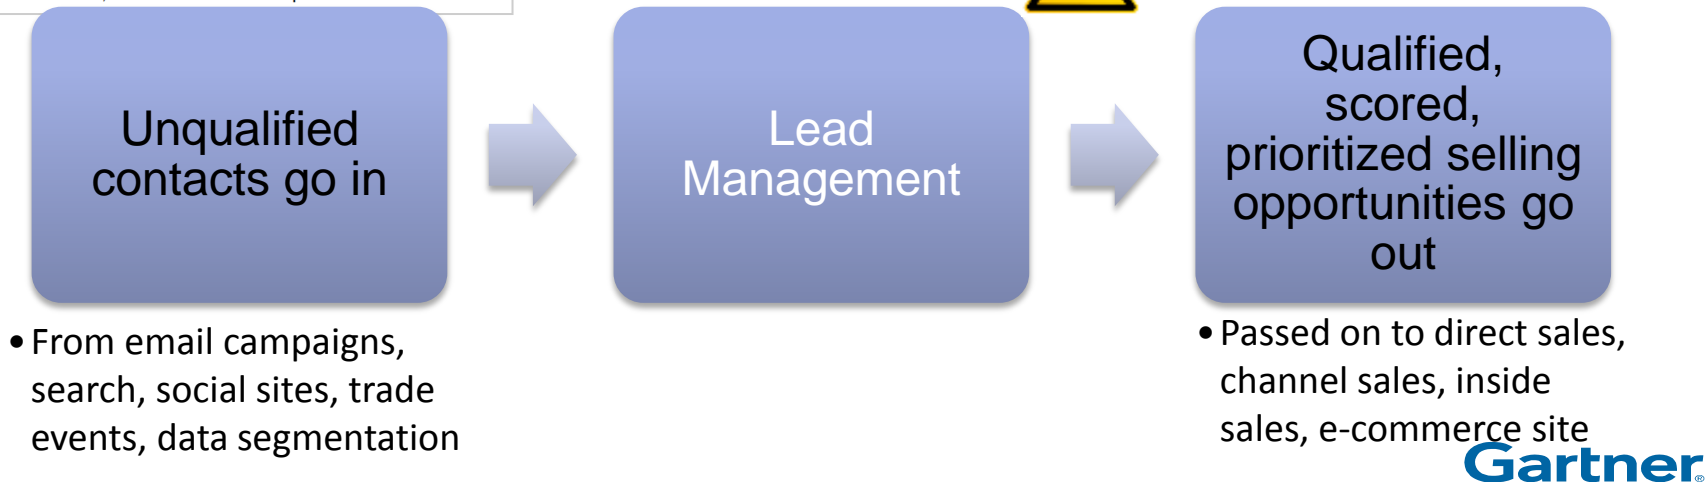 Unqualified
contacts go in
Lead
Management
Qualified,
scored,
prioritized selling
opportunities go
out
•From email campaigns,
search, social sites, trade
events, data segmentation
•Passed on to direct sales,
channel sales, inside
sales, e-commerce site
Gartner®